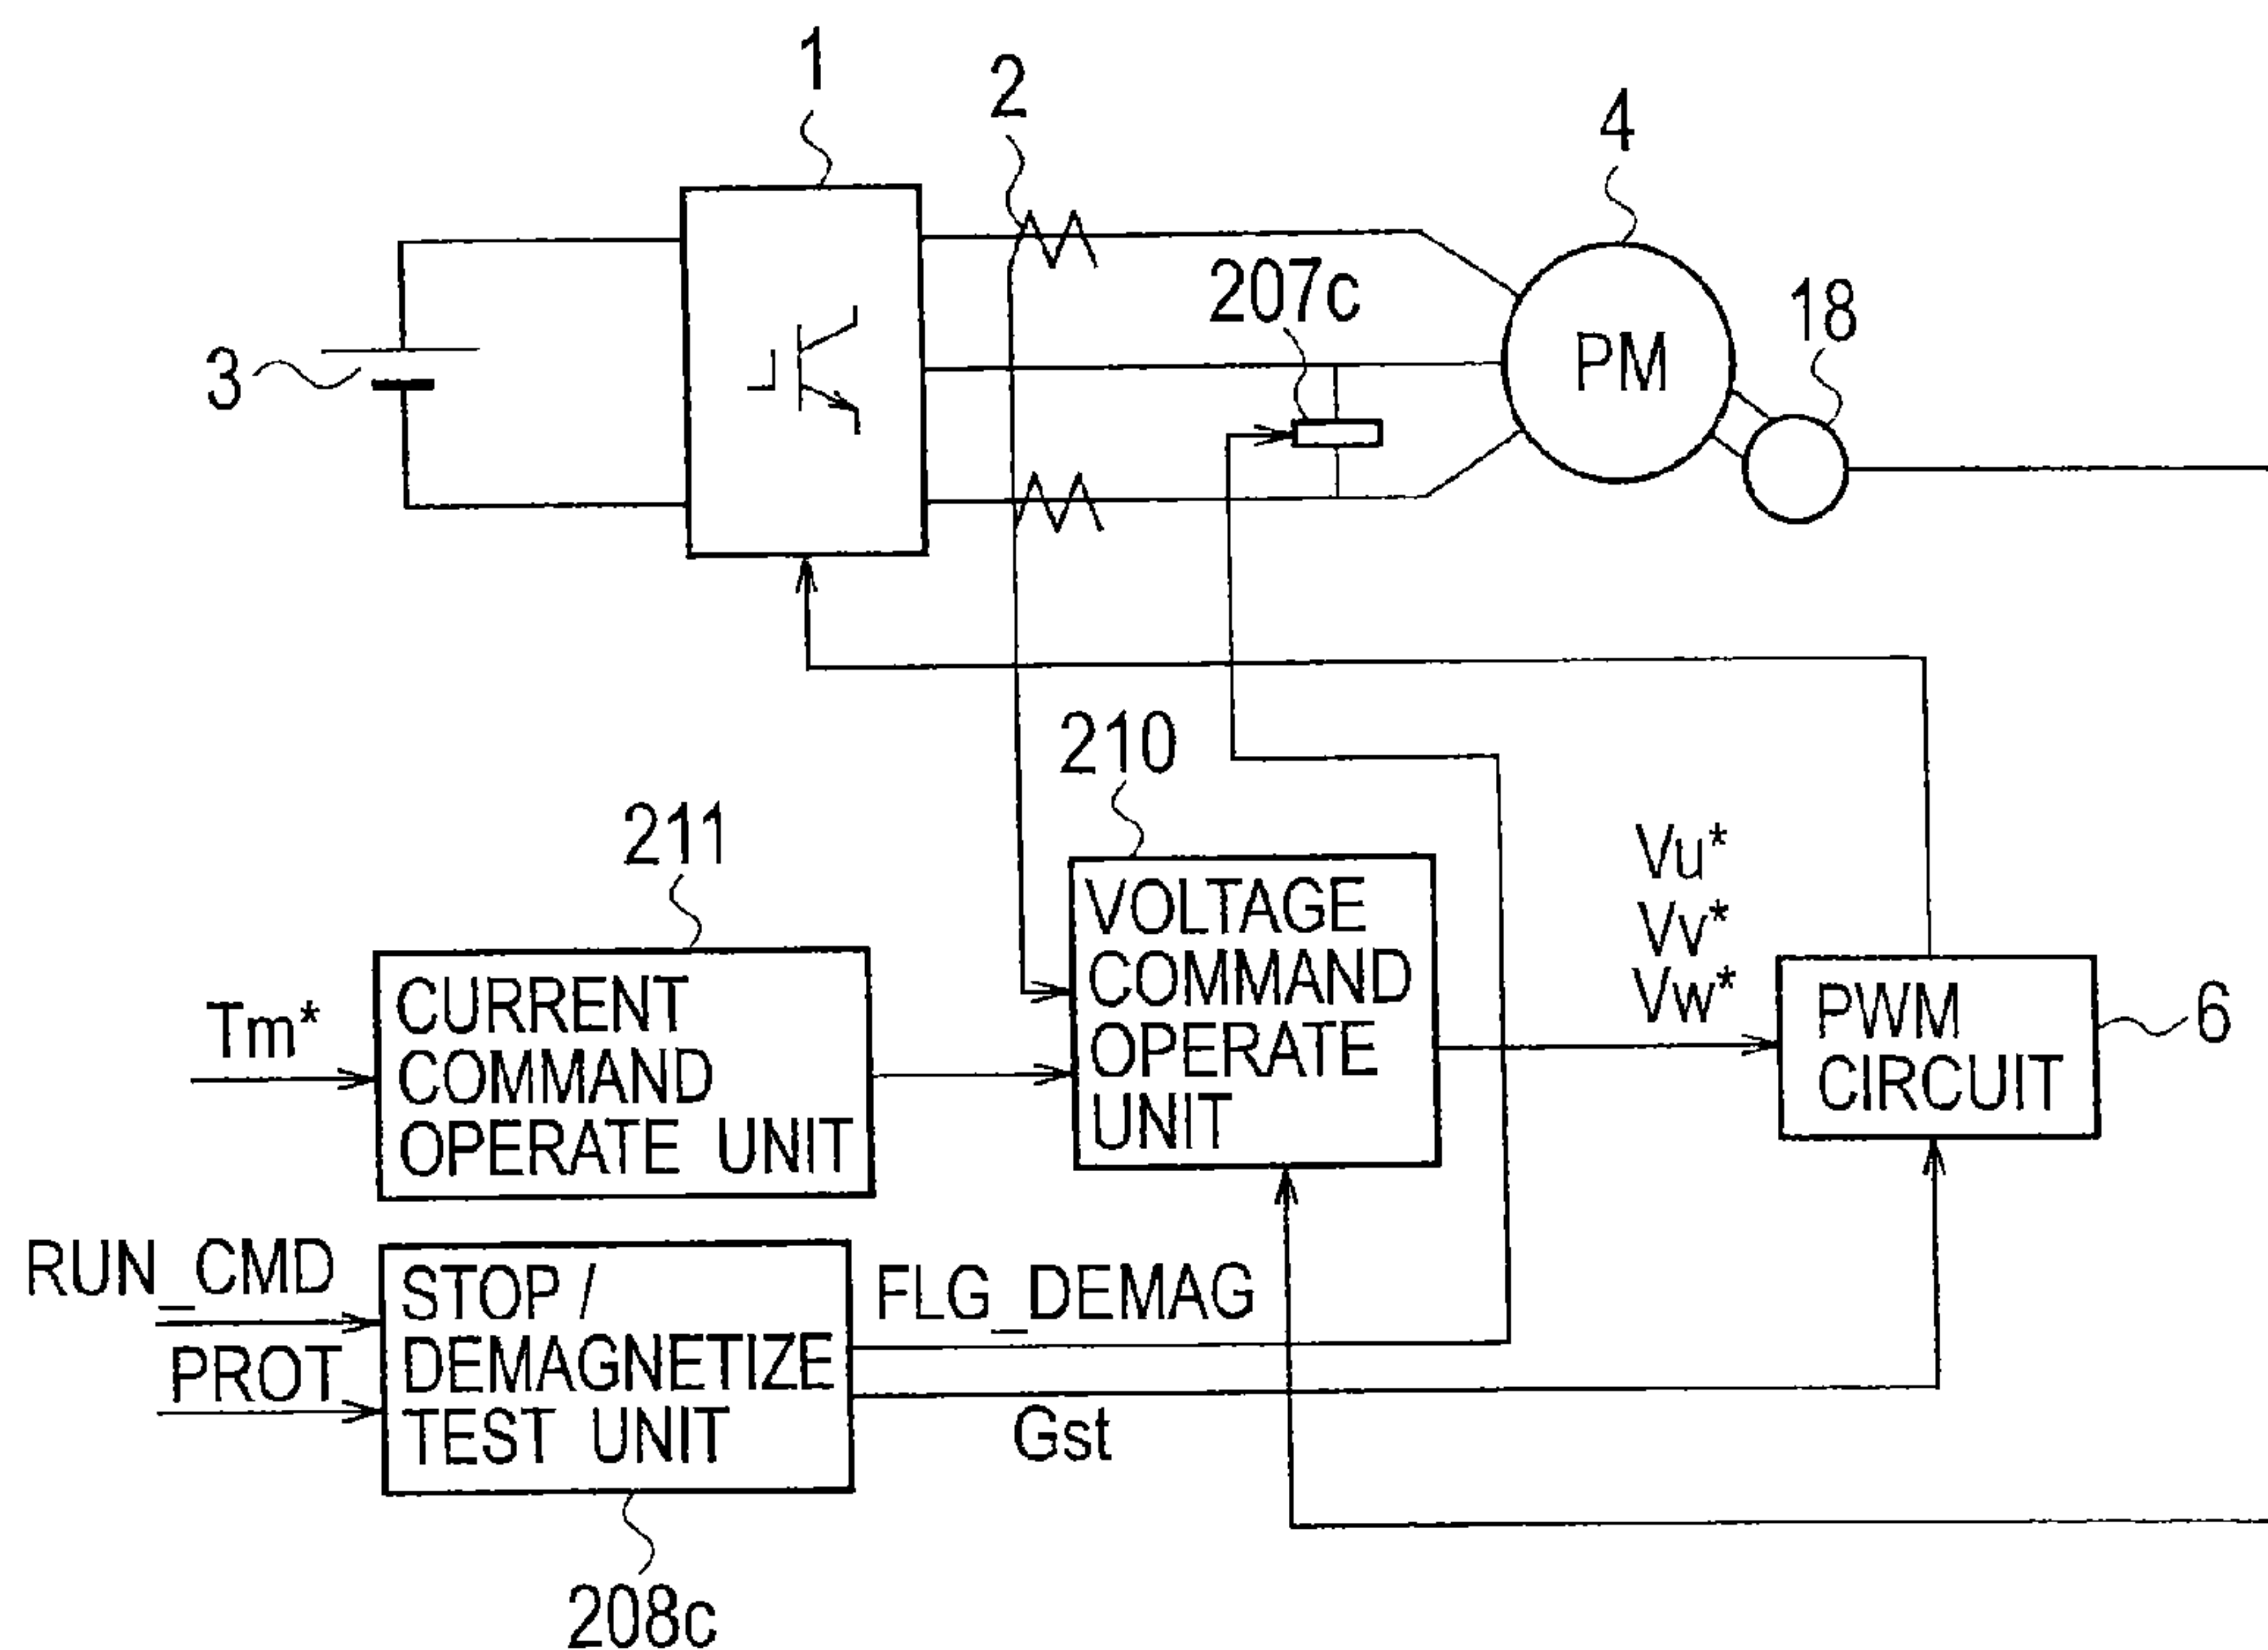 1
2
4
207c
18
3
PM
210
211
Vu*
Vv*
Vw*
VOLTAGE
COMMAND
OPERATE
UNIT
CURRENT
COMMAND
OPERATE UNIT
Tm*
PWM
CIRCUIT
6
RUN_CMD
PROT
STOP /
DEMAGNETIZE
TEST UNIT
FLG_DEMAG
Gst
208c